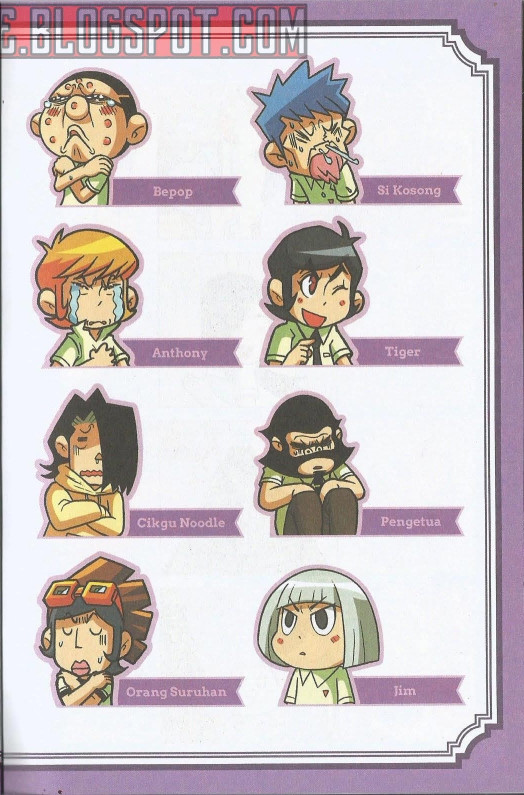 E.BLOGSPOT.COM
Bepop
Si Kosong
Anthony
Tiger
Cikgu Noodle
Pengetua
Orang Suruhan
Jim